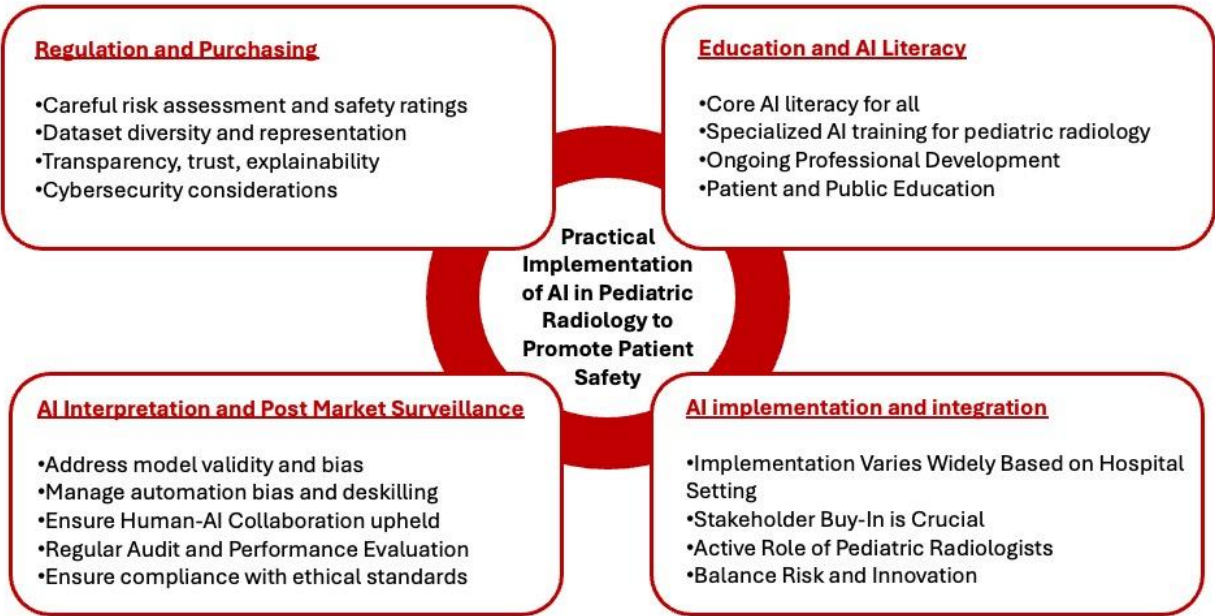 Regulation and Purchasing
•Careful risk assessment and safety ratings
•Dataset diversity and representation
•Transparency, trust, explainability
•Cybersecurity considerations
Education and AI Literacy
•Core AI literacy for all
•Specialized AI training for pediatric radiology
•Ongoing Professional Development
•Patient and Public Education
Practical
Implementation
of AI in Pediatric
Radiology to
Promote Patient
Safety
AI Interpretation and Post Market Surveillance
•Address model validity and bias
•Manage automation bias and deskilling
•Ensure Human-AI Collaboration upheld
•Regular Audit and Performance Evaluation
•Ensure compliance with ethical standards
AI implementation and integration
•Implementation Varies Widely Based on Hospital
Setting
•Stakeholder Buy-In is Crucial
•Active Role of Pediatric Radiologists
•Balance Risk and Innovation